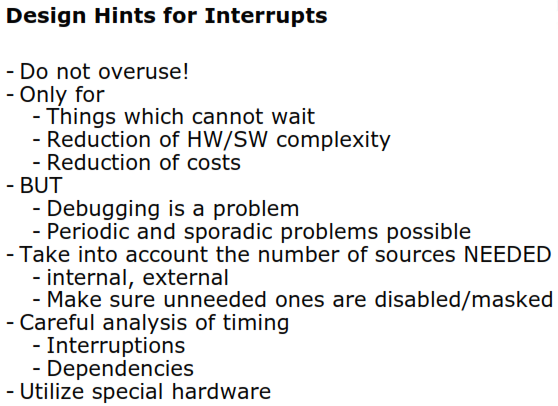 Design Hints for Interrupts
- Do not overuse!
- Only for
- Things which cannot wait
- Reduction of HW/SW complexity
- Reduction of costs
- BUT
- Debugging is a problem
- Periodic and sporadic problems possible
- Take into account the number of sources NEEDED
- internal, external
- Make sure unneeded ones are disabled/masked
- Careful analysis of timing
- Interruptions
- Dependencies
- Utilize special hardware